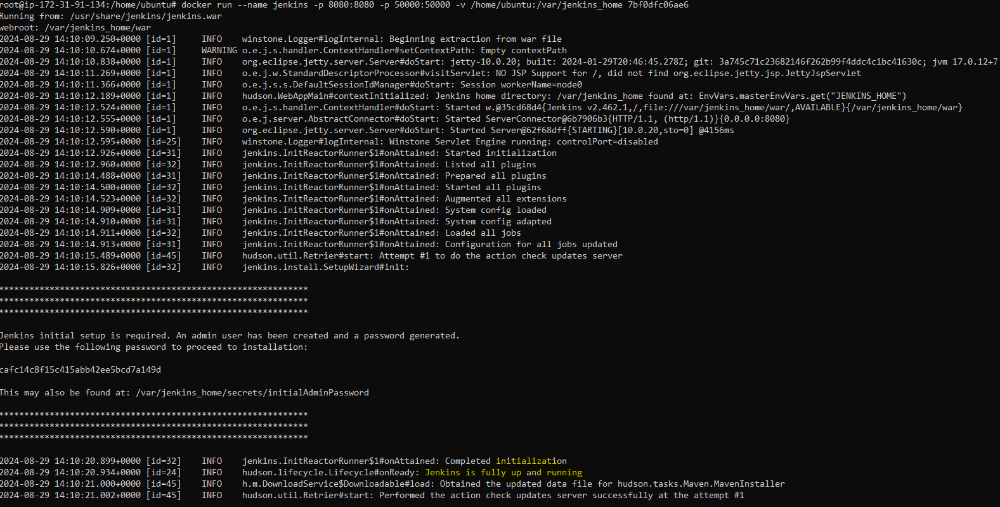 root@ip-172-31-91-134:/home/ubuntu# docker run --name jenkins -p 8080:8080 -p 50000:50000 -v /home/ubuntu:/var/jenkins_home 7bf0dfc06ae6
Running from: /usr/share/jenkins/jenkins.war
webroot: /var/jenkins_home/war
2024-08-29 14:10:09.250+0000 [id=1] INFO winstone.Logger#logInternal: Beginning extraction from war file
2024-08-29 14:10:10.674+0000 [id=1] WARNING o.e.j.s.handler.ContextHandler#setContextPath: Empty contextPath
2024-08-29 14:10:10.838+0000 [id=1] INFO org.eclipse.jetty.server.Server#doStart: jetty-10.0.20; built: 2024-01-29T20:46:45.278Z; git: 3a745c71c23682146f262b99f4ddc4c1bc41630c; jvm 17.0.12+7
2024-08-29 14:10:11.269+0000 [id=1] INFO o.e.j.w.StandardDescriptorProcessor#visitServlet: NO JSP Support for /, did not find org.eclipse.jetty.jsp.JettyJspServlet
2024-08-29 14:10:11.366+0000 [id=1] INFO o.e.j.s.s.DefaultSessionIdManager#doStart: Session workerName=node0
2024-08-29 14:10:12.189+0000 [id=1] INFO hudson.WebAppMain#contextInitialized: Jenkins home directory: /var/jenkins_home found at: EnvVars.masterEnvVars.get("JENKINS_HOME")
2024-08-29 14:10:12.524+0000 [id=1] INFO o.e.j.s.handler.ContextHandler#doStart: Started w.@35cd68d4{Jenkins v2.462.1,/,file:///var/jenkins_home/war/,AVAILABLE}{/var/jenkins_home/war}
2024-08-29 14:10:12.555+0000 [id=1] INFO o.e.j.server.AbstractConnector#doStart: Started ServerConnector@6b7906b3{HTTP/1.1, (http/1.1)}{0.0.0.0:8080}
2024-08-29 14:10:12.590+0000 [id=1] INFO org.eclipse.jetty.server.Server#doStart: Started Server@62f68dff{STARTING}[10.0.20,sto=0] @4156ms
2024-08-29 14:10:12.595+0000 [id=25] INFO winstone.Logger#logInternal: Winstone Servlet Engine running: controlPort=disabled
2024-08-29 14:10:12.926+0000 [id=31] INFO jenkins.InitReactorRunner$1#onAttained: Started initialization
2024-08-29 14:10:12.960+0000 [id=32] INFO jenkins.InitReactorRunner$1#onAttained: Listed all plugins
2024-08-29 14:10:14.488+0000 [id=31] INFO jenkins.InitReactorRunner$1#onAttained: Prepared all plugins
2024-08-29 14:10:14.500+0000 [id=32] INFO jenkins.InitReactorRunner$1#onAttained: Started all plugins
2024-08-29 14:10:14.523+0000 [id=32] INFO jenkins.InitReactorRunner$1#onAttained: Augmented all extensions
2024-08-29 14:10:14.909+0000 [id=31] INFO jenkins.InitReactorRunner$1#onAttained: System config loaded
2024-08-29 14:10:14.910+0000 [id=31] INFO jenkins.InitReactorRunner$1#onAttained: System config adapted
2024-08-29 14:10:14.911+0000 [id=32] INFO jenkins.InitReactorRunner$1#onAttained: Loaded all jobs
2024-08-29 14:10:14.913+0000 [id=31] INFO jenkins.InitReactorRunner$1#onAttained: Configuration for all jobs updated
2024-08-29 14:10:15.489+0000 [id=45] INFO hudson.util.Retrier#start: Attempt #1 to do the action check updates server
2024-08-29 14:10:15.826+0000 [id=32] INFO jenkins.install.SetupWizard#init:
*************************************************************
*************************************************************
*************************************************************
Jenkins initial setup is required. An admin user has been created and a password generated.
Please use the following password to proceed to installation:
cafc14c8f15c415abb42ee5bcd7a149d
This may also be found at: /var/jenkins_home/secrets/initialAdminPassword
*************************************************************
*************************************************************
*************************************************************
2024-08-29 14:10:20.899+0000 [id=32] INFO jenkins.InitReactorRunner$1#onAttained: Completed initialization
2024-08-29 14:10:20.934+0000 [id=24] INFO hudson.lifecycle.Lifecycle#onReady: Jenkins is fully up and running
2024-08-29 14:10:21.000+0000 [id=45] INFO h.m.DownloadService$Downloadable#load: Obtained the updated data file for hudson.tasks.Maven.MavenInstaller
2024-08-29 14:10:21.002+0000 [id=45] INFO hudson.util.Retrier#start: Performed the action check updates server successfully at the attempt #1